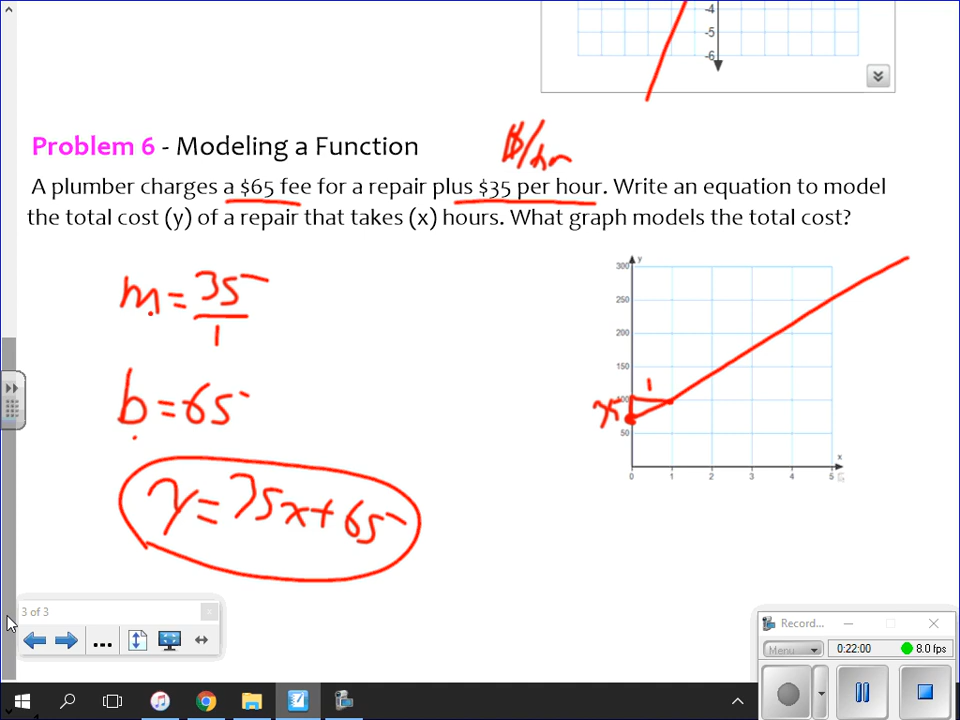 -4
-5
-6
$/hr
Problem 6 - Modeling a Function
A plumber charges a $65 fee for a repair plus $35 per hour. Write an equation to model
the total cost (y) of a repair that takes (x) hours. What graph models the total cost?
m = 35
1
b = 65
y = 35x + 65
y
300
250
200
150
100
50
1
35
x
0 1 2 3 4 5
3 of 3
x
...
Record...
Menu...
0:22:00
8.0 fps